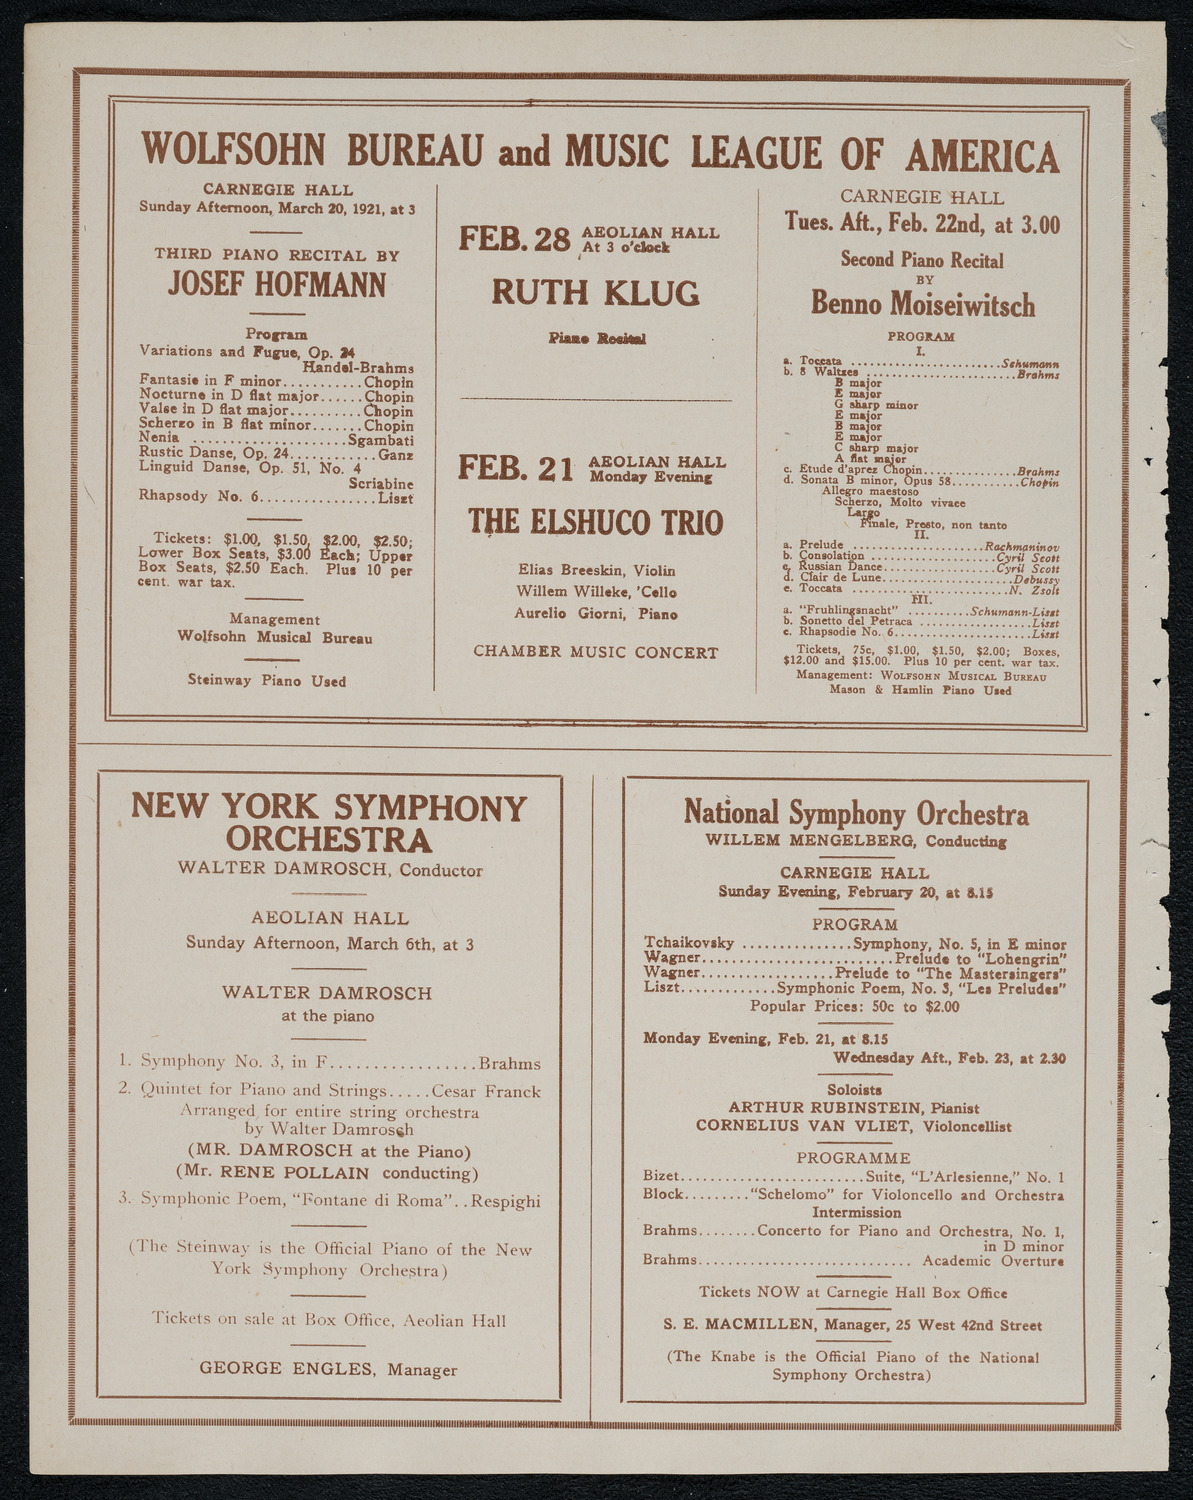 WOLFSOHN BUREAU and MUSIC LEAGUE OF AMERICA
CARNEGIE HALL
Sunday Afternoon, March 20, 1921, at 3
THIRD PIANO RECITAL BY
JOSEF HOFMANN
Program
Variations and Fugue, Op. 24
Handel-Brahms
Fantasie in F minor...........Chopin
Nocturne in D flat major......Chopin
Valse in D flat major..........Chopin
Scherzo in B flat minor.......Chopin
Nenia .....................Sgambati
Rustic Danse, Op. 24............Ganz
Linguid Danse, Op. 51, No. 4
Scriabine
Rhapsody No. 6................Liszt
Tickets: $1.00, $1.50, $2.00, $2.50;
Lower Box Seats, $3.00 Each; Upper
Box Seats, $2.50 Each. Plus 10 per
cent. war tax.
Management
Wolfsohn Musical Bureau
Steinway Piano Used
FEB. 28 AEOLIAN HALL
At 3 o'clock
RUTH KLUG
Piano Recital
FEB. 21 AEOLIAN HALL
Monday Evening
THE ELSHUCO TRIO
Elias Breeskin, Violin
Willem Willeke, 'Cello
Aurelio Giorni, Piano
CHAMBER MUSIC CONCERT
CARNEGIE HALL
Tues. Aft., Feb. 22nd, at 3.00
Second Piano Recital
BY
Benno Moiseiwitsch
PROGRAM
I.
a. Toccata .......................Schumann
b. 8 Waltzes .......................Brahms
B major
E major
G sharp minor
E major
B major
E major
C sharp major
A flat major
c. Etude d'aprez Chopin..............Brahms
d. Sonata B minor, Opus 58..........Chopin
Allegro maestoso
Scherzo, Molto vivace
Largo
Finale, Presto, non tanto
II.
a. Prelude ....................Rachmaninov
b. Consolation ...................Cyril Scott
c. Russian Dance.................Cyril Scott
d. Clair de Lune....................Debussy
e. Toccata ........................N. Zsolt
III.
a. "Fruhlingsnacht" ..........Schumann-Liszt
b. Sonetto del Petraca .................Liszt
c. Rhapsodie No. 6.....................Liszt
Tickets, 75c, $1.00, $1.50, $2.00; Boxes,
$12.00 and $15.00. Plus 10 per cent. war tax.
Management: WOLFSOHN MUSICAL BUREAU
Mason & Hamlin Piano Used
NEW YORK SYMPHONY
ORCHESTRA
WALTER DAMROSCH, Conductor
AEOLIAN HALL
Sunday Afternoon, March 6th, at 3
WALTER DAMROSCH
at the piano
1. Symphony No. 3, in F.................Brahms
2. Quintet for Piano and Strings.....Cesar Franck
Arranged for entire string orchestra
by Walter Damrosch
(MR. DAMROSCH at the Piano)
(Mr. RENE POLLAIN conducting)
3. Symphonic Poem, "Fontane di Roma"..Respighi
(The Steinway is the Official Piano of the New
York Symphony Orchestra)
Tickets on sale at Box Office, Aeolian Hall
GEORGE ENGLES, Manager
National Symphony Orchestra
WILLEM MENGELBERG, Conducting
CARNEGIE HALL
Sunday Evening, February 20, at 8.15
PROGRAM
Tchaikovsky ...............Symphony, No. 5, in E minor
Wagner..........................Prelude to "Lohengrin"
Wagner..................Prelude to "The Mastersingers"
Liszt.............Symphonic Poem, No. 3, "Les Preludes"
Popular Prices: 50c to $2.00
Monday Evening, Feb. 21, at 8.15
Wednesday Aft., Feb. 23, at 2.30
Soloists
ARTHUR RUBINSTEIN, Pianist
CORNELIUS VAN VLIET, Violoncellist
PROGRAMME
Bizet.........................Suite, "L'Arlesienne," No. 1
Block........."Schelomo" for Violoncello and Orchestra
Intermission
Brahms........Concerto for Piano and Orchestra, No. 1,
in D minor
Brahms............................. Academic Overture
Tickets NOW at Carnegie Hall Box Office
S. E. MACMILLEN, Manager, 25 West 42nd Street
(The Knabe is the Official Piano of the National
Symphony Orchestra)